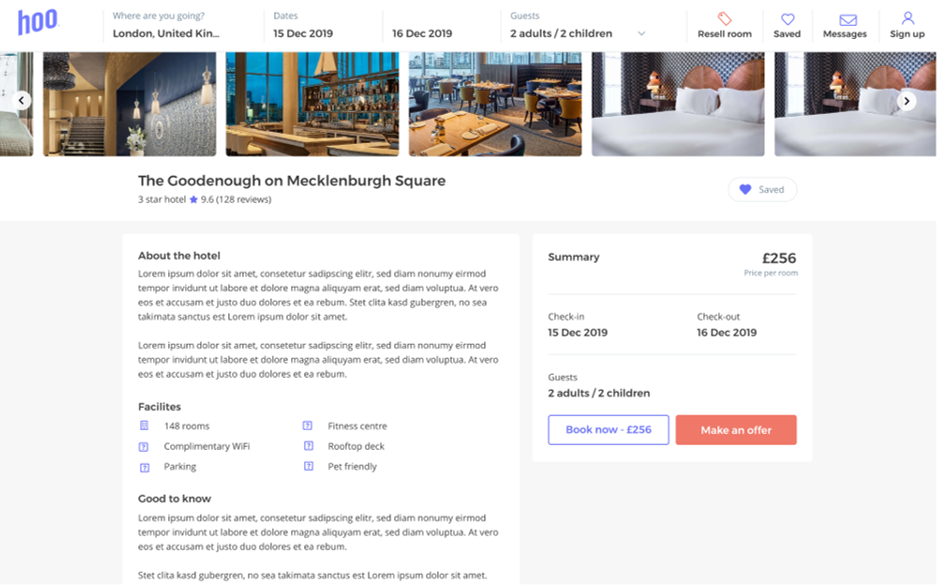 hoo
Where are you going?
London, United Kin...
Dates
15 Dec 2019
16 Dec 2019
Guests
2 adults / 2 children
Resell room
Saved
Messages
Sign up
The Goodenough on Mecklenburgh Square
3 star hotel 9.6 (128 reviews)
Saved
About the hotel
Lorem ipsum dolor sit amet, consetetur sadipscing elitr, sed diam nonumy eirmod
tempor invidunt ut labore et dolore magna aliquyam erat, sed diam voluptua. At vero
eos et accusam et justo duo dolores et ea rebum. Stet clita kasd gubergren, no sea
takimata sanctus est Lorem ipsum dolor sit amet.
Lorem ipsum dolor sit amet, consetetur sadipscing elitr, sed diam nonumy eirmod
tempor invidunt ut labore et dolore magna aliquyam erat, sed diam voluptua. At vero
eos et accusam et justo duo dolores et ea rebum.
Facilites
148 rooms
Fitness centre
Complimentary WiFi
Rooftop deck
Parking
Pet friendly
Good to know
Lorem ipsum dolor sit amet, consetetur sadipscing elitr, sed diam nonumy eirmod
tempor invidunt ut labore et dolore magna aliquyam erat, sed diam voluptua. At vero
eos et accusam et justo duo dolores et ea rebum.
Stet clita kasd gubergren, no sea takimata sanctus est Lorem ipsum dolor sit amet.
Summary
£256
Price per room
Check-in
15 Dec 2019
Check-out
16 Dec 2019
Guests
2 adults / 2 children
Book now - £256
Make an offer